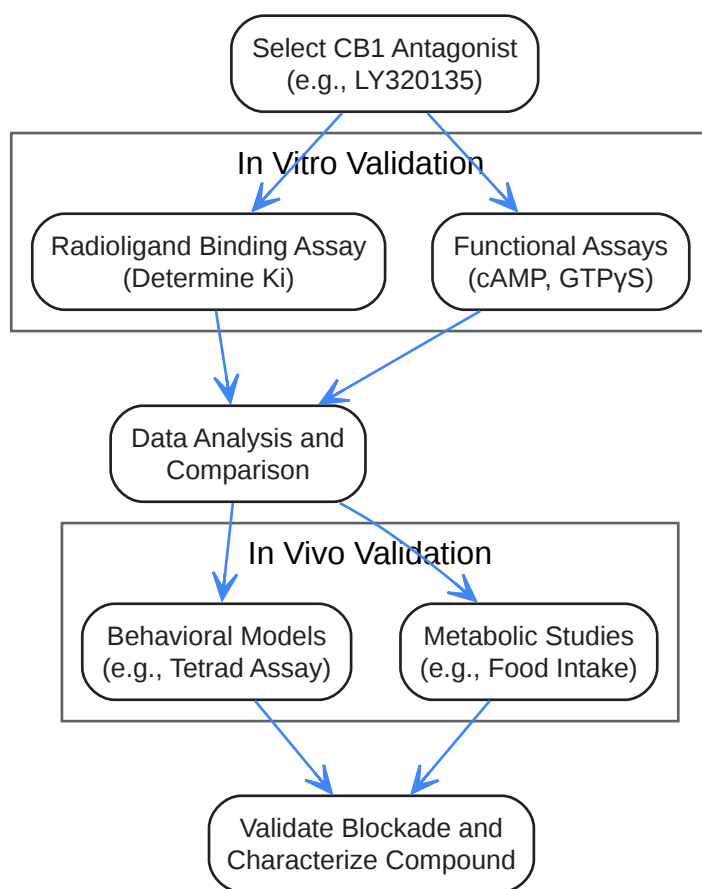 Select CB1 Antagonist
(e.g., LY320135)
In Vitro Validation
Radioligand Binding Assay
(Determine Ki)
Functional Assays
(cAMP, GTPγS)
Data Analysis and
Comparison
In Vivo Validation
Behavioral Models
(e.g., Tetrad Assay)
Metabolic Studies
(e.g., Food Intake)
Validate Blockade and
Characterize Compound